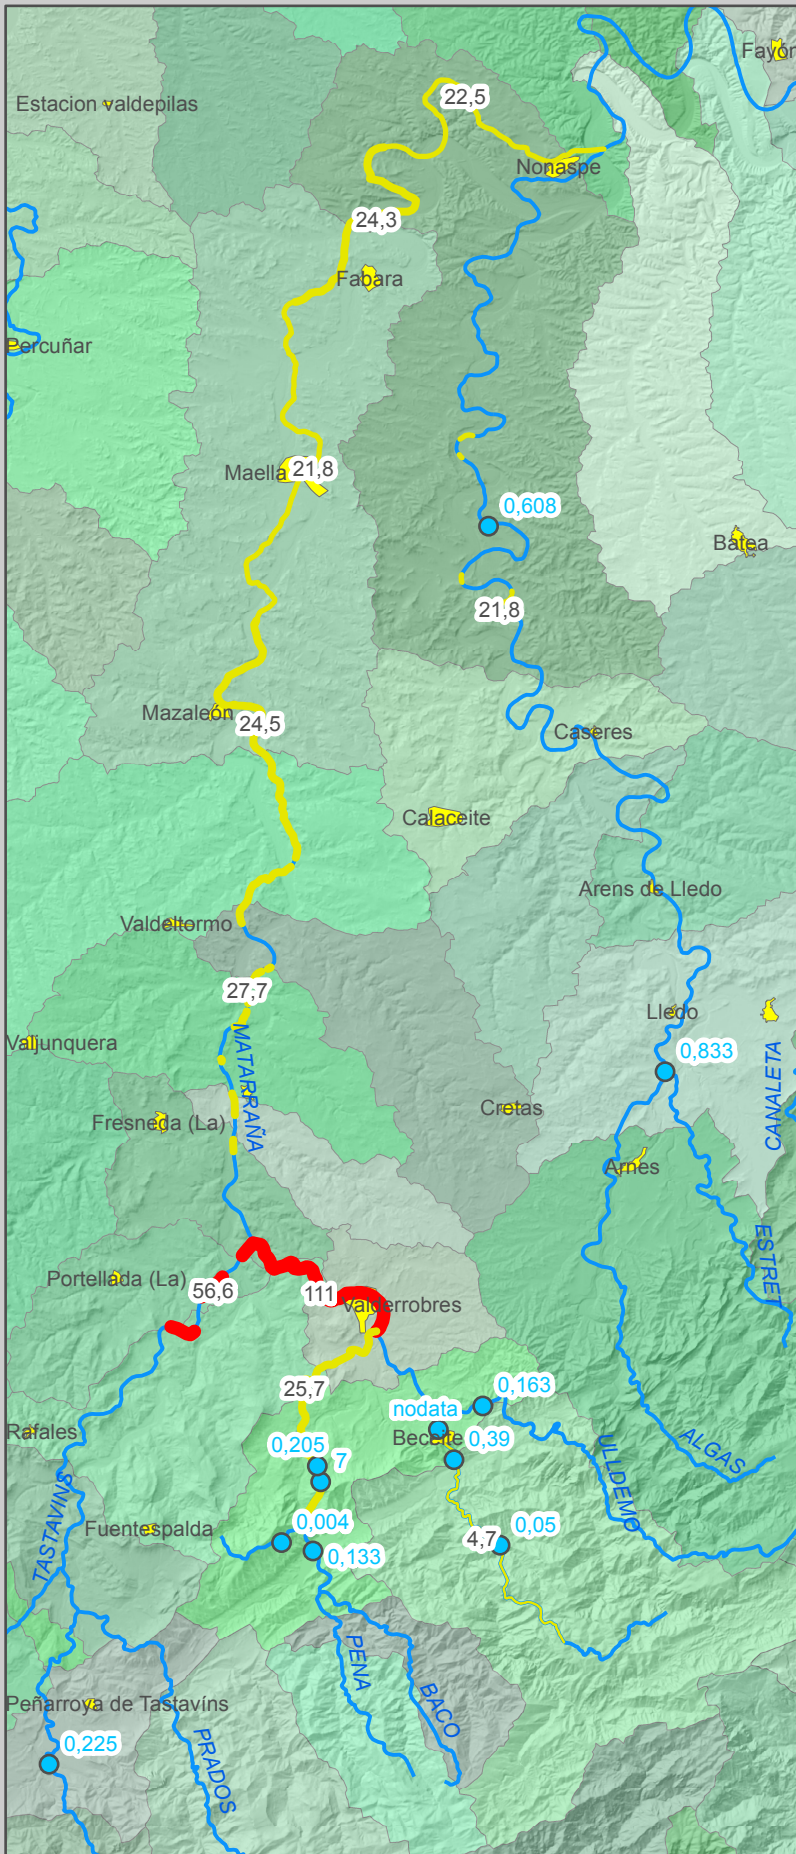 Fayón
22,5
Estacion valdepilas
Nonaspe
24,3
Fabara
Percuñar
Maella
21,8
0,608
Batea
21,8
Mazaleón
24,5
Caseres
Calaceite
Arens de Lledo
Valdeltormo
27,7
Lledo
Valjunquera
0,833
MATARRAÑA
CANALETA
Cretas
Fresneda (La)
Arnes
ESTRET
Portellada (La)
56,6
111
Valderrobres
25,7
0,163
nodata
Rafales
Beceite
0,39
ALGAS
0,205
7
ULLDEMO
TASTAVINS
Fuentespalda
0,004
4,7
0,05
0,133
PENA
BACO
Peñarroya de Tastavíns
0,225
PRADOS